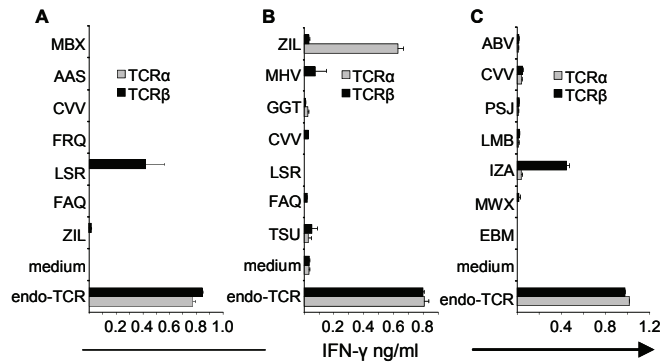 A
MBX
AAS
CVV
FRQ
LSR
FAQ
ZIL
medium
endo-TCR
TCRα
TCRβ
0.2 0.4 0.6 0.8 1.0
B
ZIL
MHV
GGT
CVV
LSR
FAQ
TSU
medium
endo-TCR
TCRα
TCRβ
0.2 0.4 0.6 0.8
IFN-γ ng/ml
C
ABV
CVV
PSJ
LMB
IZA
MWX
EBM
medium
endo-TCR
TCRα
TCRβ
0.4 0.8 1.2